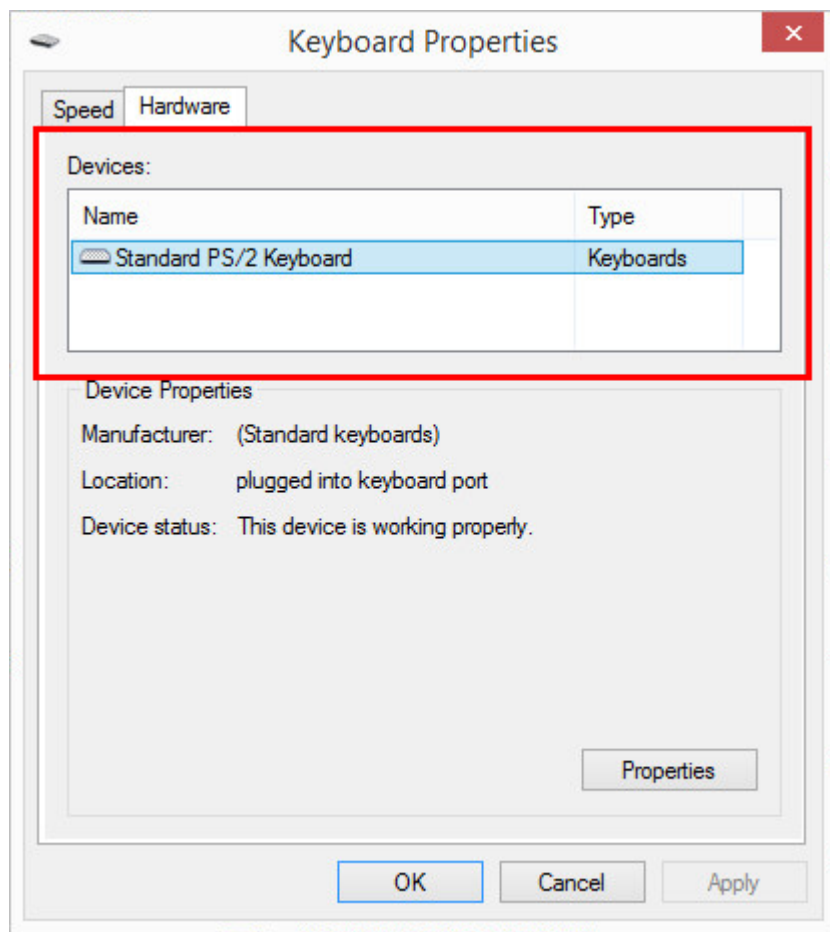 Keyboard Properties
Speed Hardware
Devices:
Name Type
Standard PS/2 Keyboard Keyboards
Device Properties
Manufacturer: (Standard keyboards)
Location: plugged into keyboard port
Device status: This device is working properly.
Properties
OK Cancel Apply